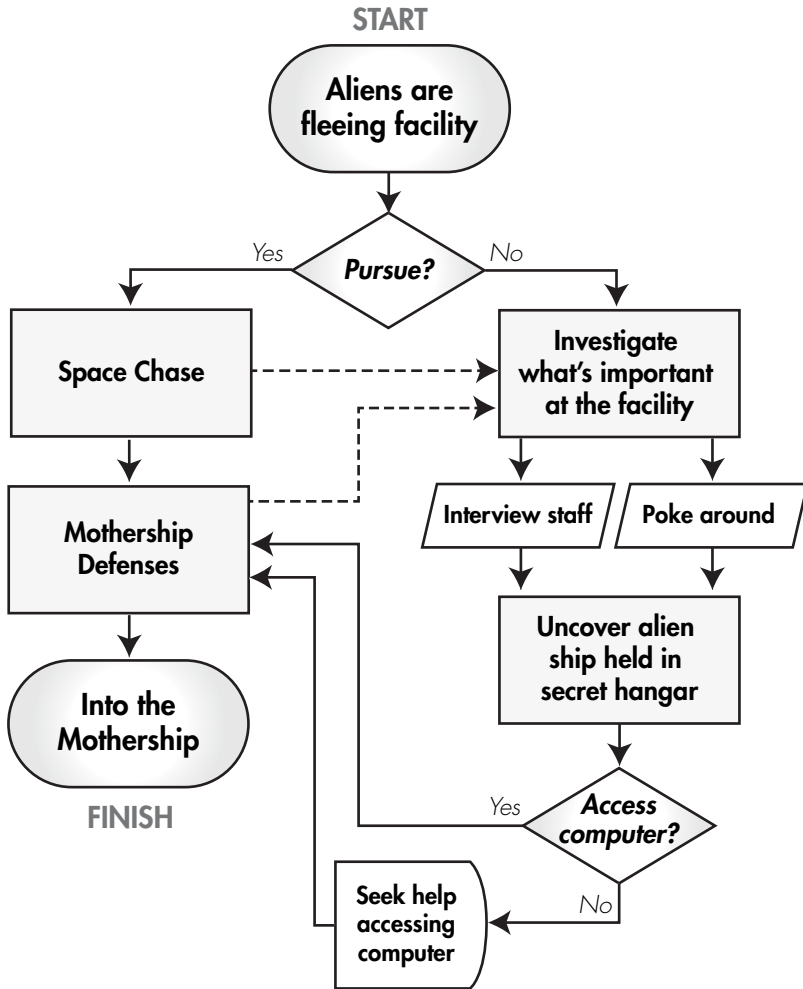 START
Aliens are
fleeing facility
Yes
Pursue?
No
Space Chase
Investigate
what's important
at the facility
Mothership
Defenses
Interview staff
Poke around
Into the
Mothership
FINISH
Uncover alien
ship held in
secret hangar
Yes
Access
computer?
No
Seek help
accessing
computer